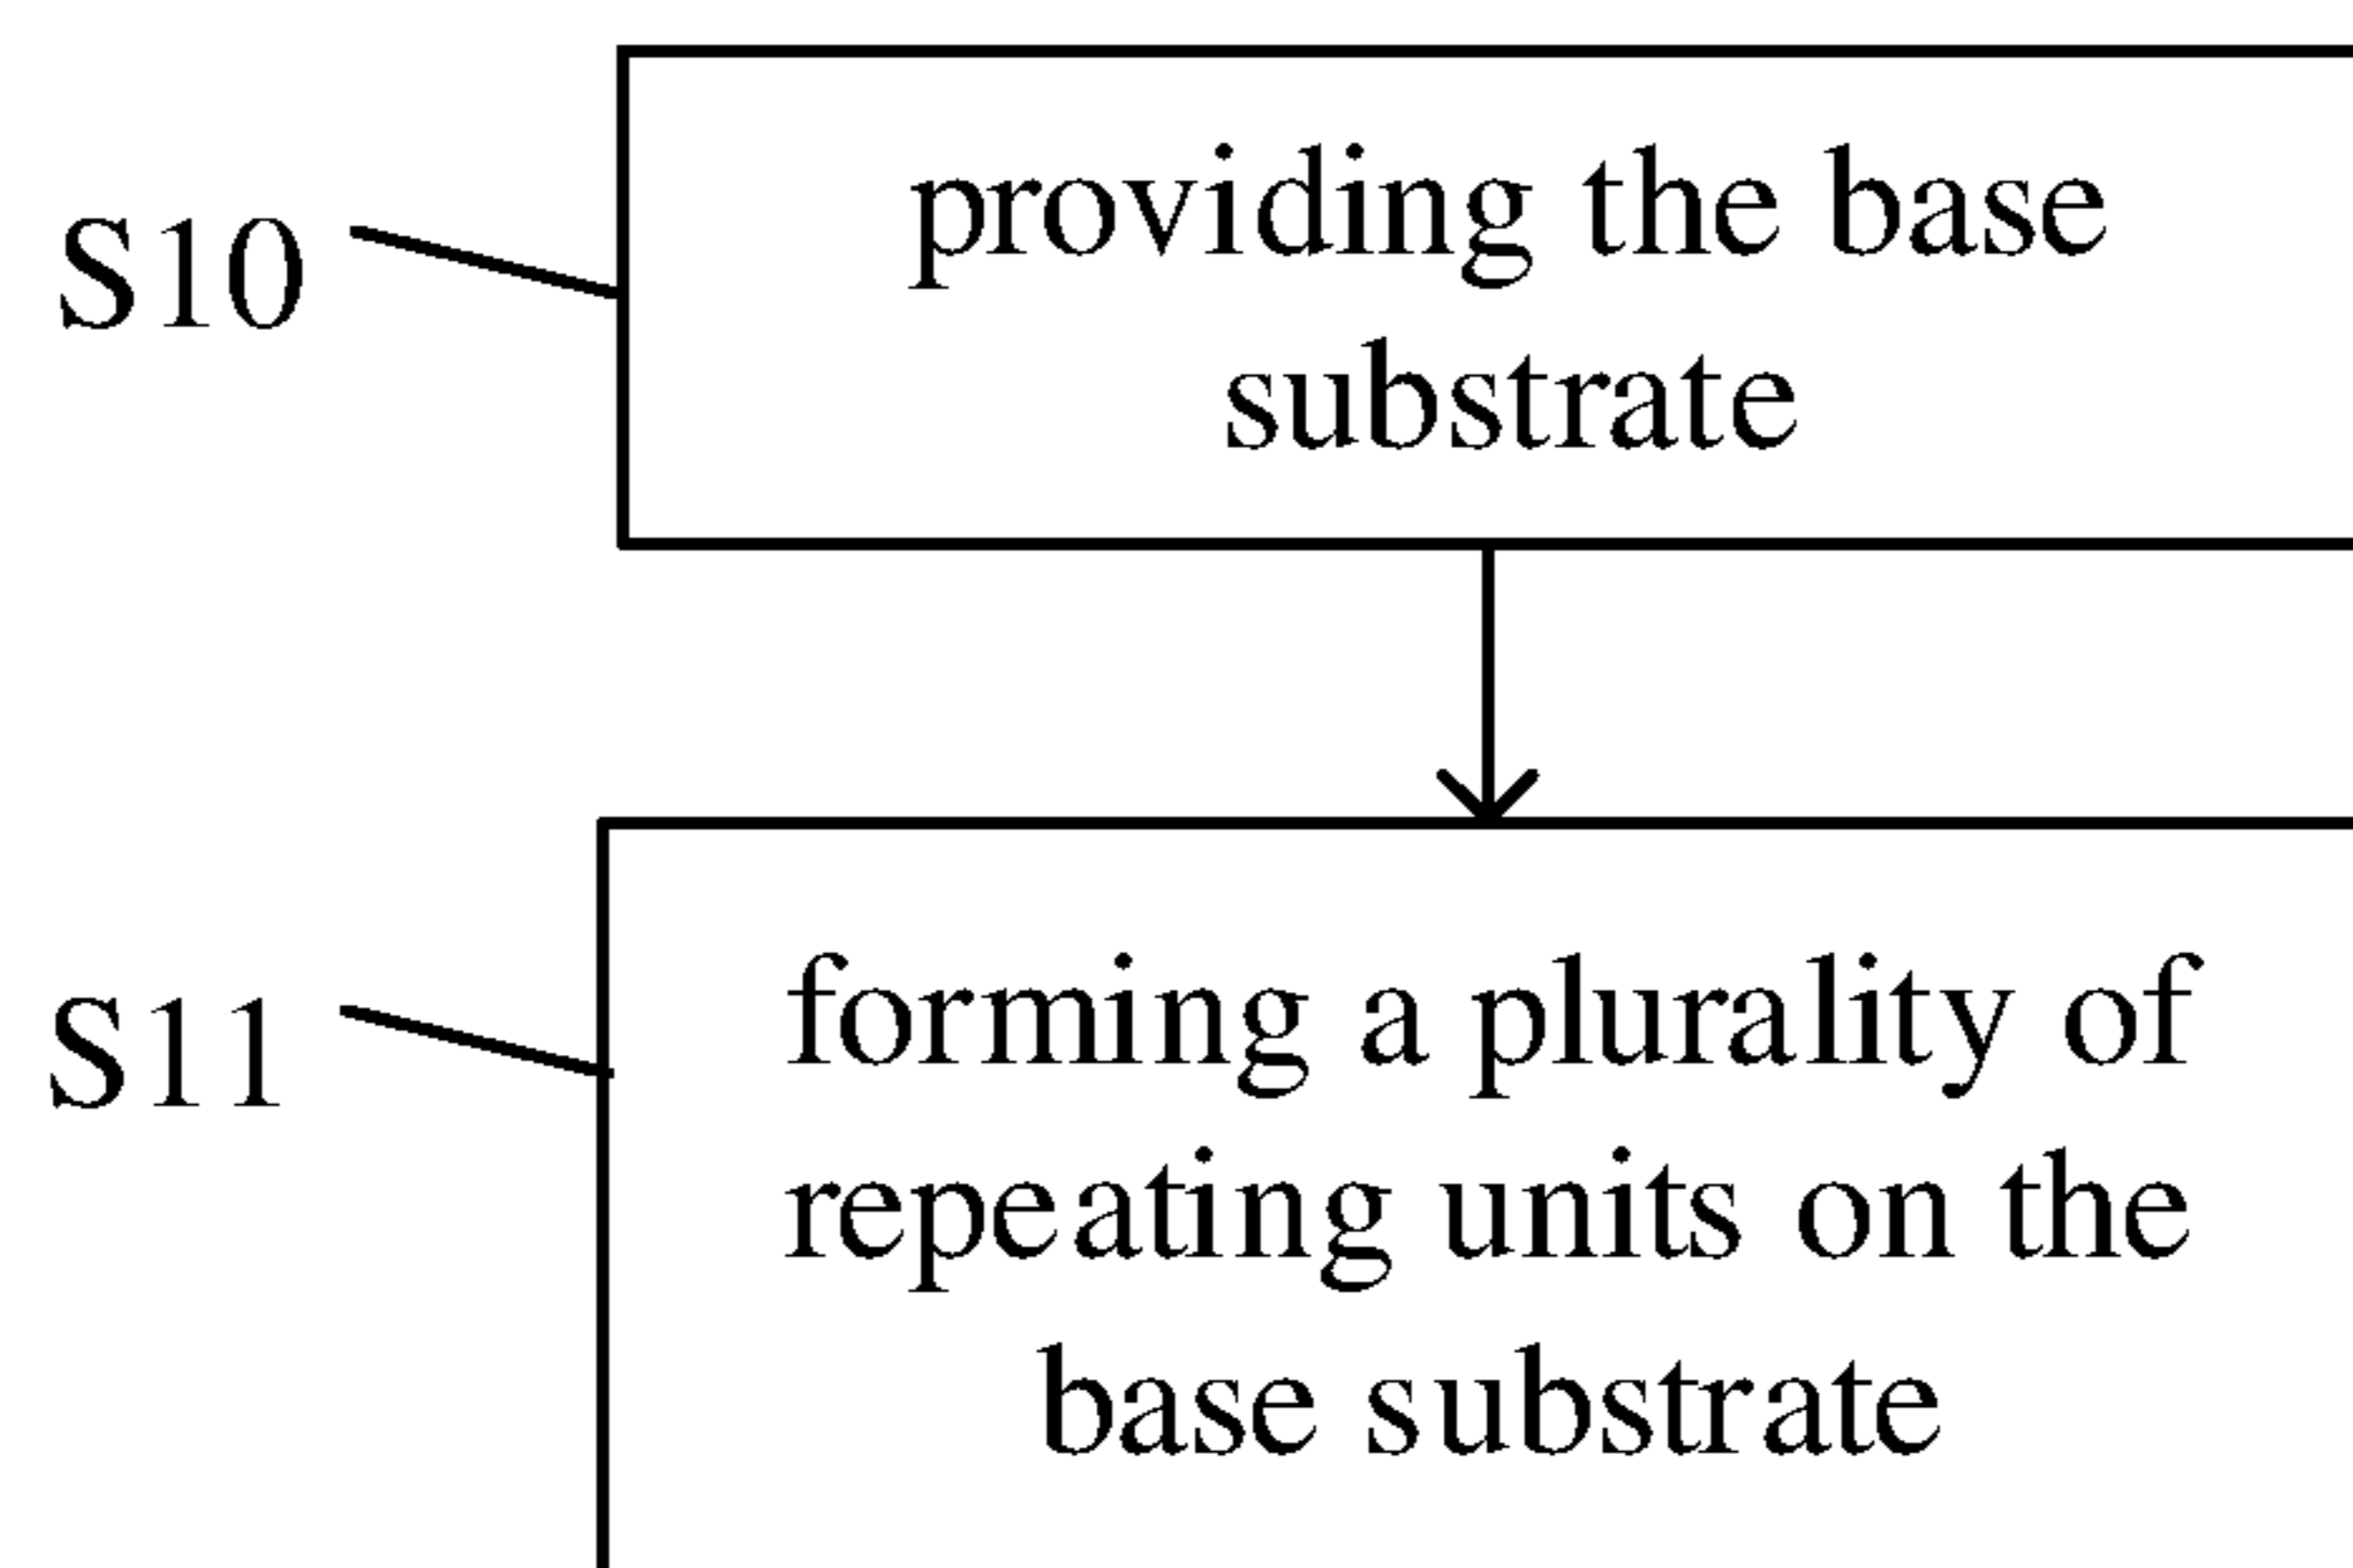 S10
providing the base
substrate
S11
forming a plurality of
repeating units on the
base substrate